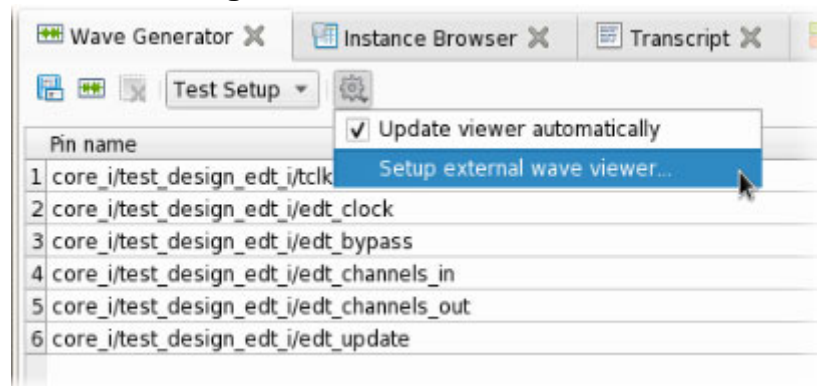 Wave Generator Instance Browser Transcript
Test Setup
Update viewer automatically
Setup external wave viewer...
Pin name
1 core_i/test_design_edt_i/tclk
2 core_i/test_design_edt_i/edt_clock
3 core_i/test_design_edt_i/edt_bypass
4 core_i/test_design_edt_i/edt_channels_in
5 core_i/test_design_edt_i/edt_channels_out
6 core_i/test_design_edt_i/edt_update